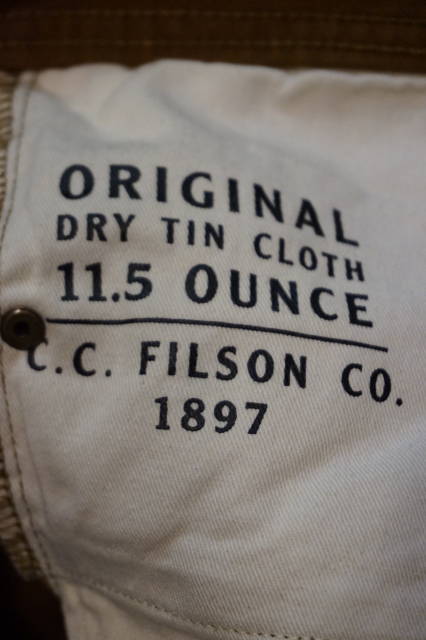 ORIGINAL
DRY TIN CLOTH
11.5 OUNCE
C.C. FILSON CO.
1897